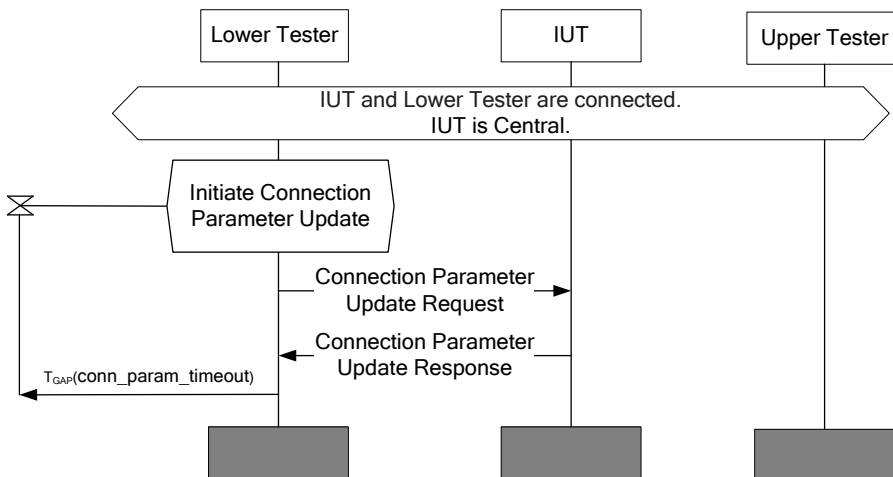 Lower Tester
IUT
Upper Tester
IUT and Lower Tester are connected.
IUT is Central.
Initiate Connection
Parameter Update
Connection Parameter
Update Request
Connection Parameter
Update Response
TGAP(conn_param_timeout)